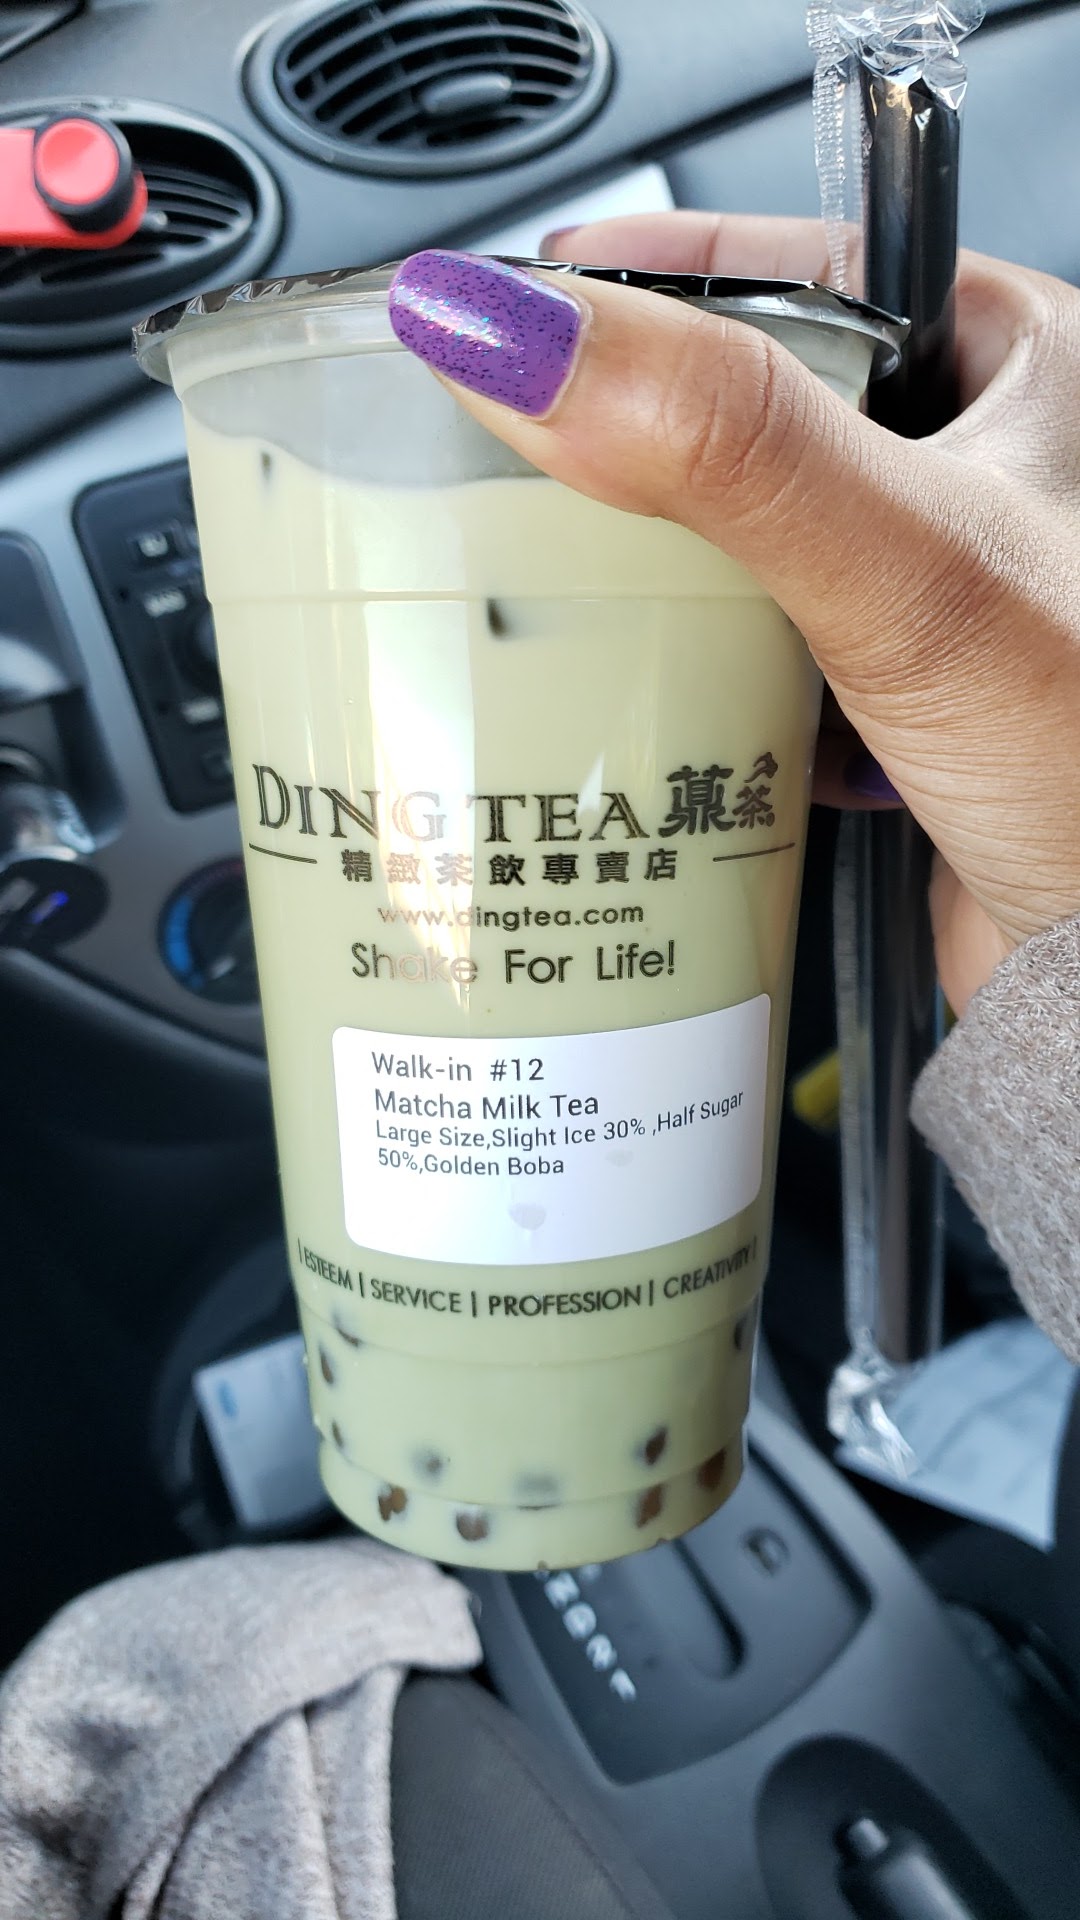 DING TEA 薡茶
精緻茶飲專賣店
www.dingtea.com
Shake For Life!
Walk-in #12
Matcha Milk Tea
Large Size,Slight Ice 30% ,Half Sugar
50%,Golden Boba
| ESTEEM | SERVICE | PROFESSION | CREATIVITY |